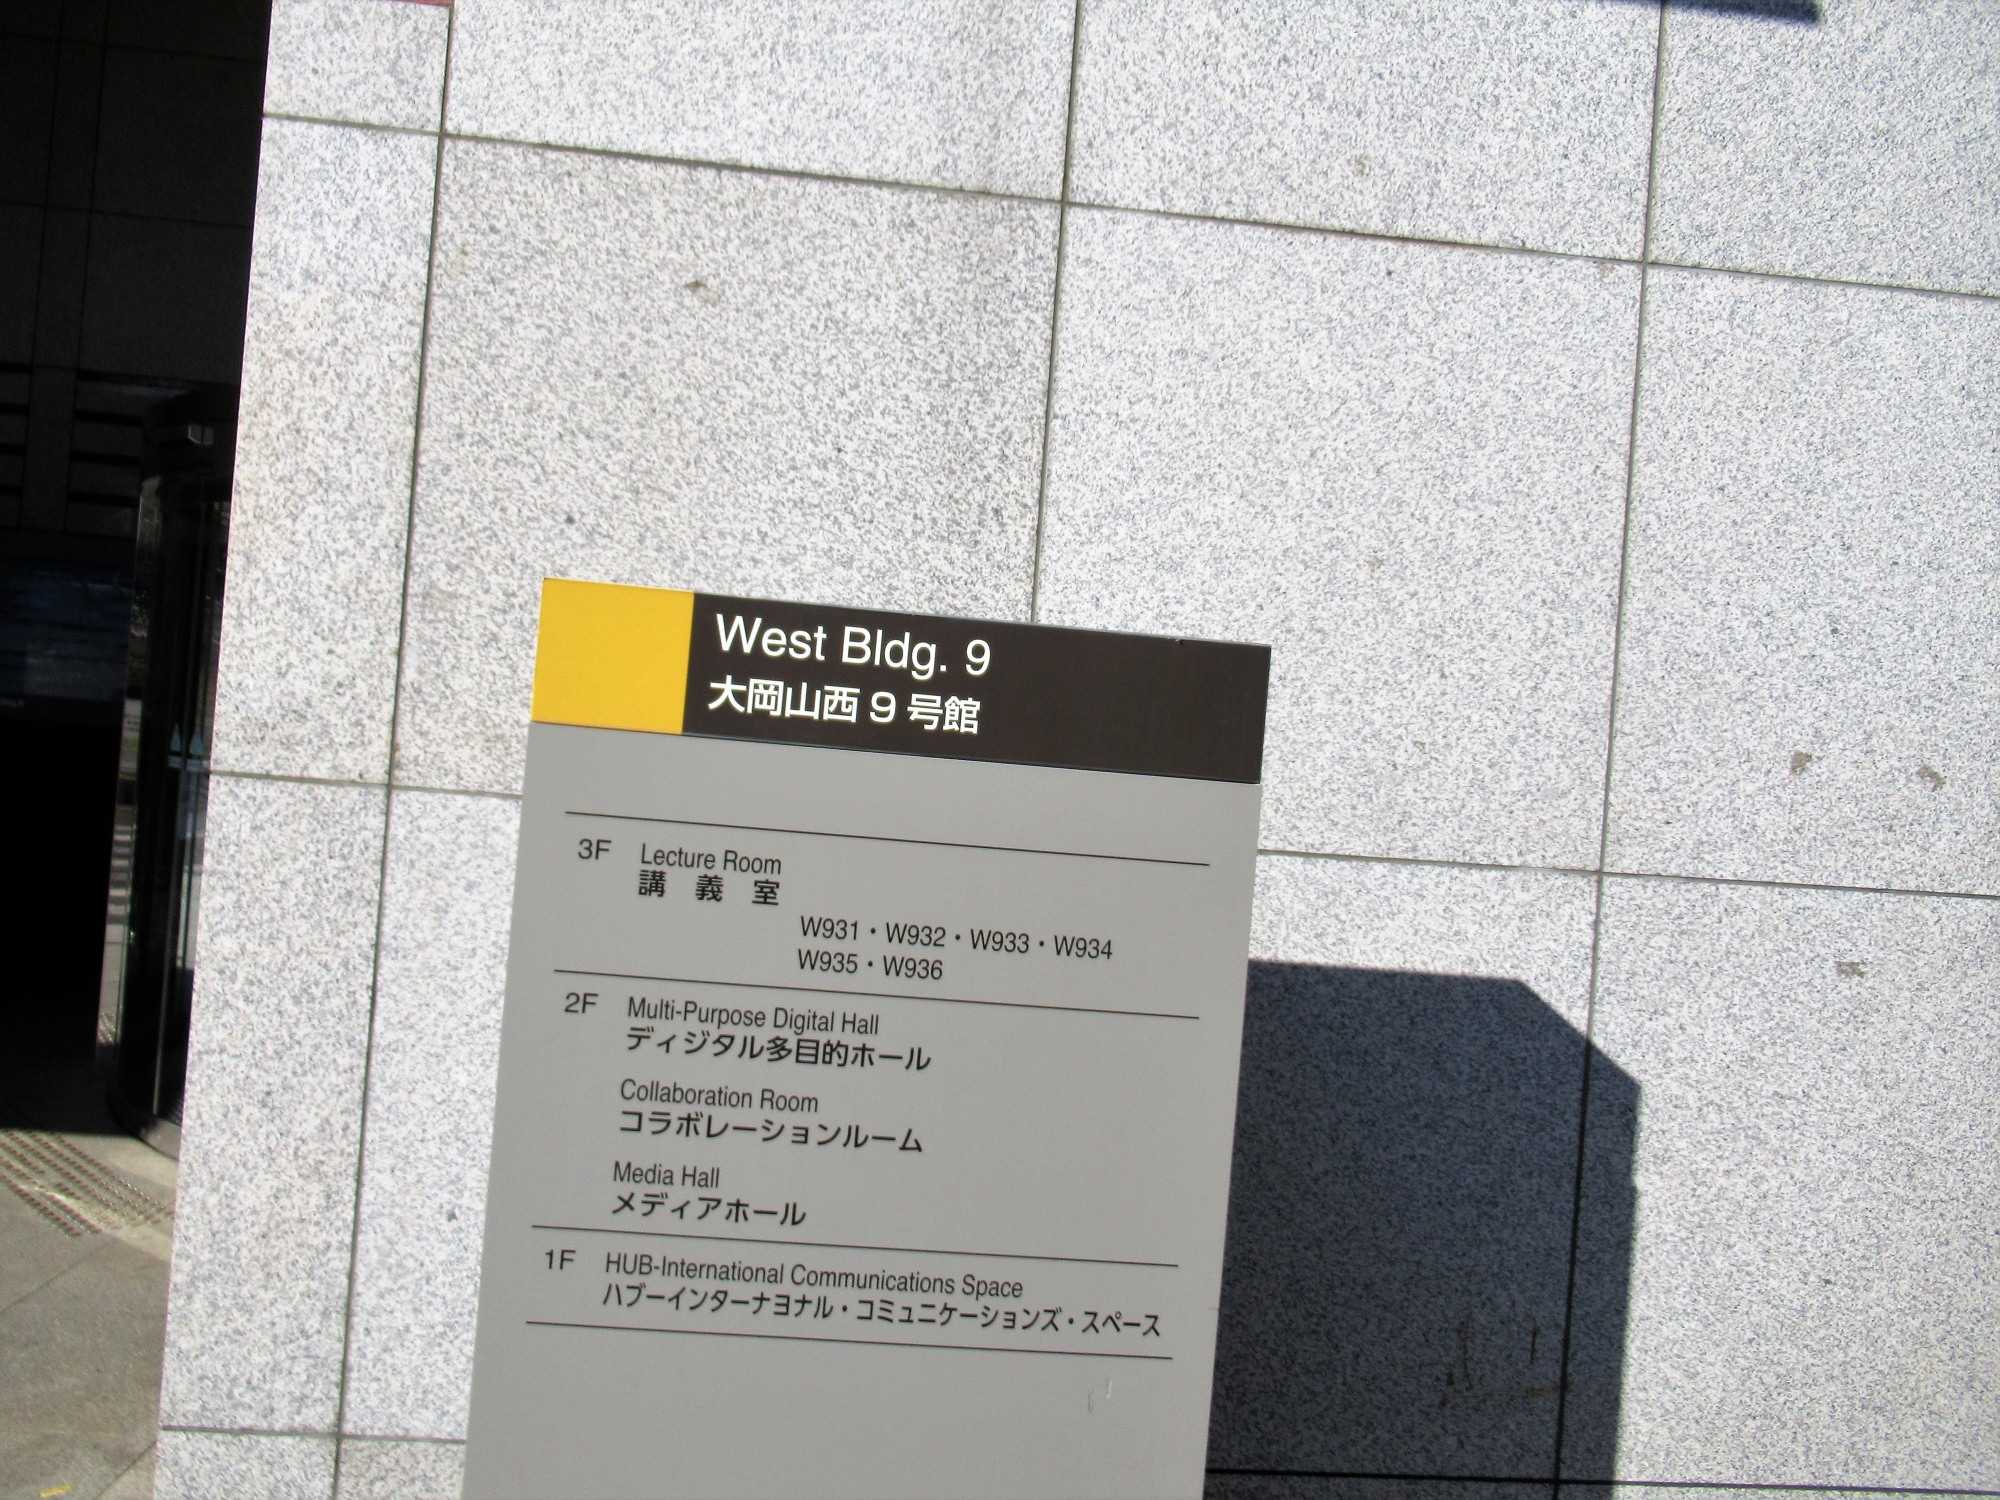 West Bldg. 9
大岡山西9号館
3F Lecture Room
講 義 室
W931・W932・W933・W934
W935・W936
2F Multi-Purpose Digital Hall
ディジタル多目的ホール
Collaboration Room
コラボレーションルーム
Media Hall
メディアホール
1F HUB-International Communications Space
ハブーインターナヨナル・コミュニケーションズ・スペース